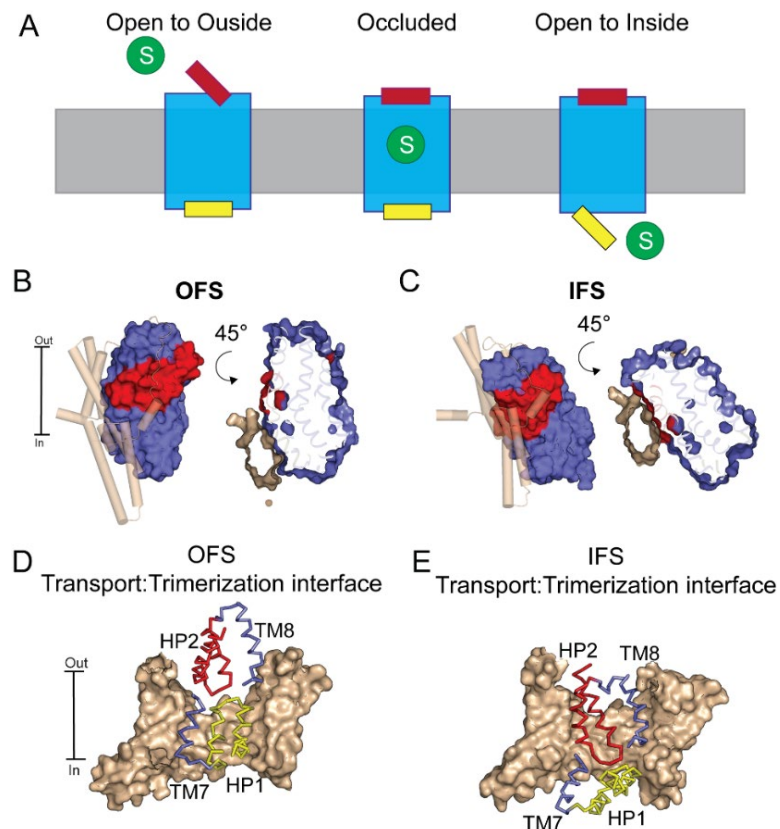 A
Open to Ouside
Occluded
Open to Inside
S
S
S
B
OFS
C
IFS
45°
45°
Out
In
D
OFS
Transport:Trimerization interface
E
IFS
Transport:Trimerization interface
HP2
TM8
Out
In
TM7
HP1
HP2
TM8
TM7
HP1